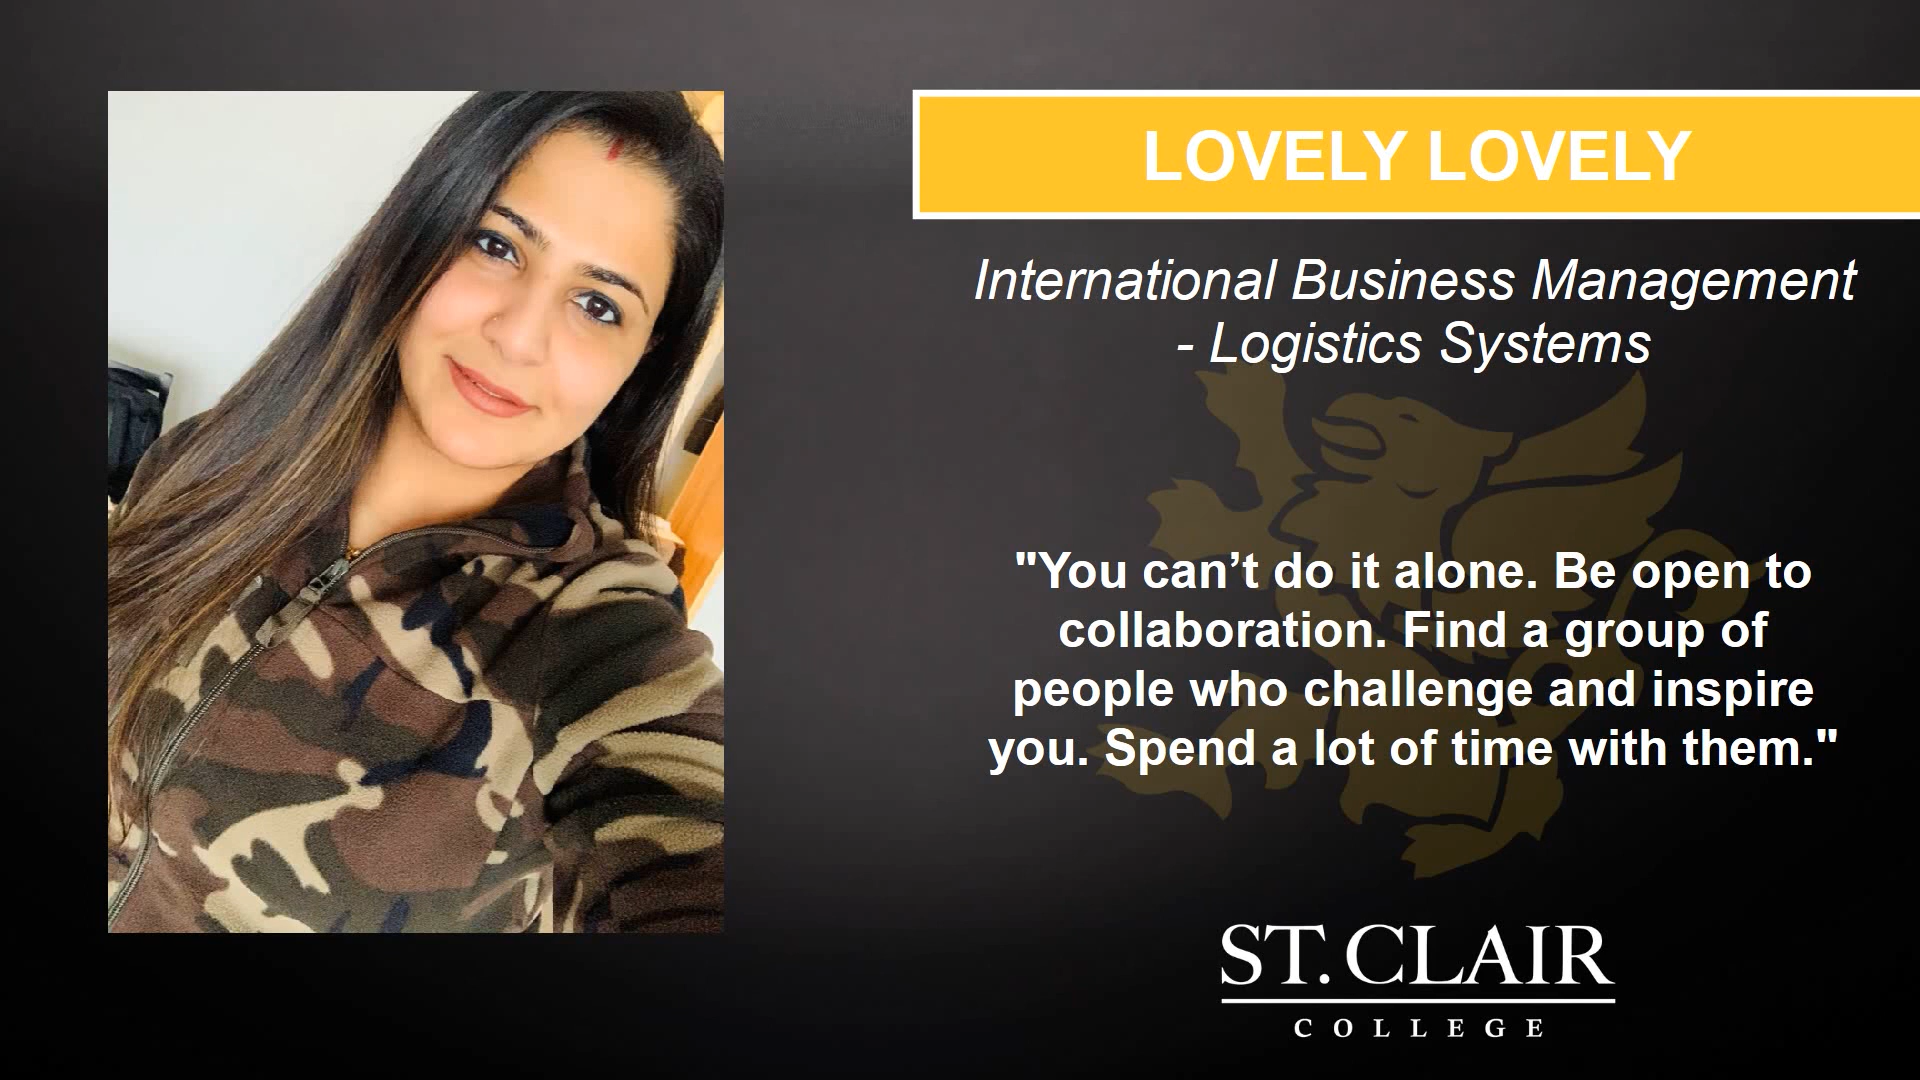 LOVELY LOVELY
International Business Management
- Logistics Systems
"You can’t do it alone. Be open to
collaboration. Find a group of
people who challenge and inspire
you. Spend a lot of time with them."
ST. CLAIR
COLLEGE